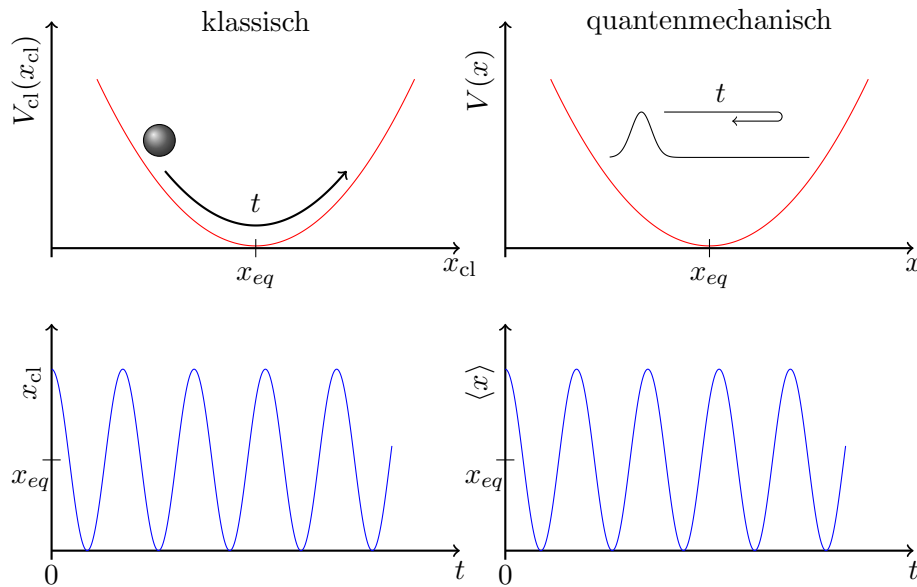 klassisch
V_cl(x_cl)
t
x_eq
x_cl
quantenmechanisch
V(x)
t
x_eq
x
x_cl
x_eq
0
t
⟨x⟩
x_eq
0
t